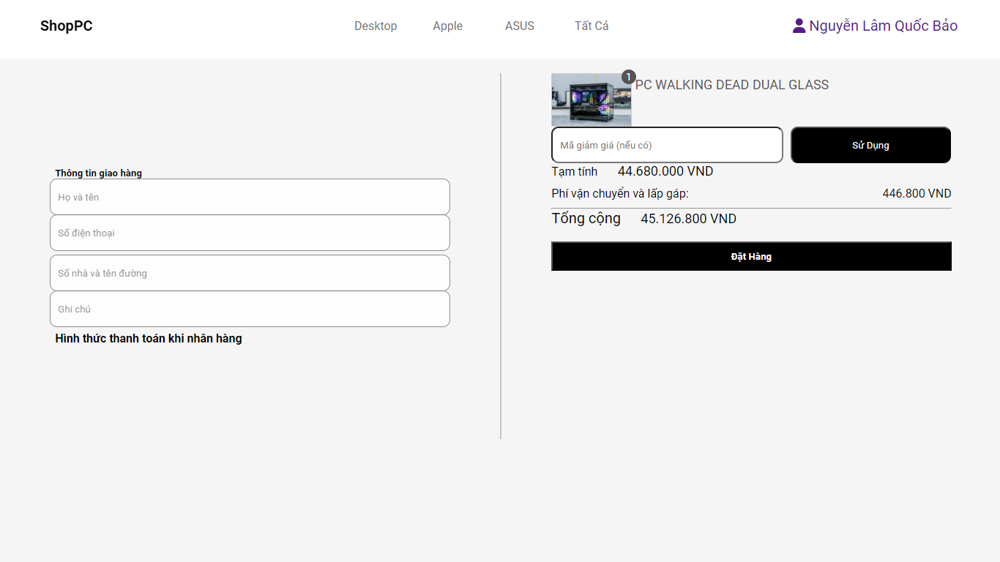 ShopPC
Desktop
Apple
ASUS
Tất Cả
Nguyễn Lâm Quốc Bảo
Thông tin giao hàng
Họ và tên
Số điện thoại
Số nhà và tên đường
Ghi chú
Hình thức thanh toán khi nhân hàng
1
PC WALKING DEAD DUAL GLASS
Mã giảm giá (nếu có)
Sử Dụng
Tạm tính 44.680.000 VND
Phí vận chuyển và lấp gáp: 446.800 VND
Tổng cộng 45.126.800 VND
Đặt Hàng